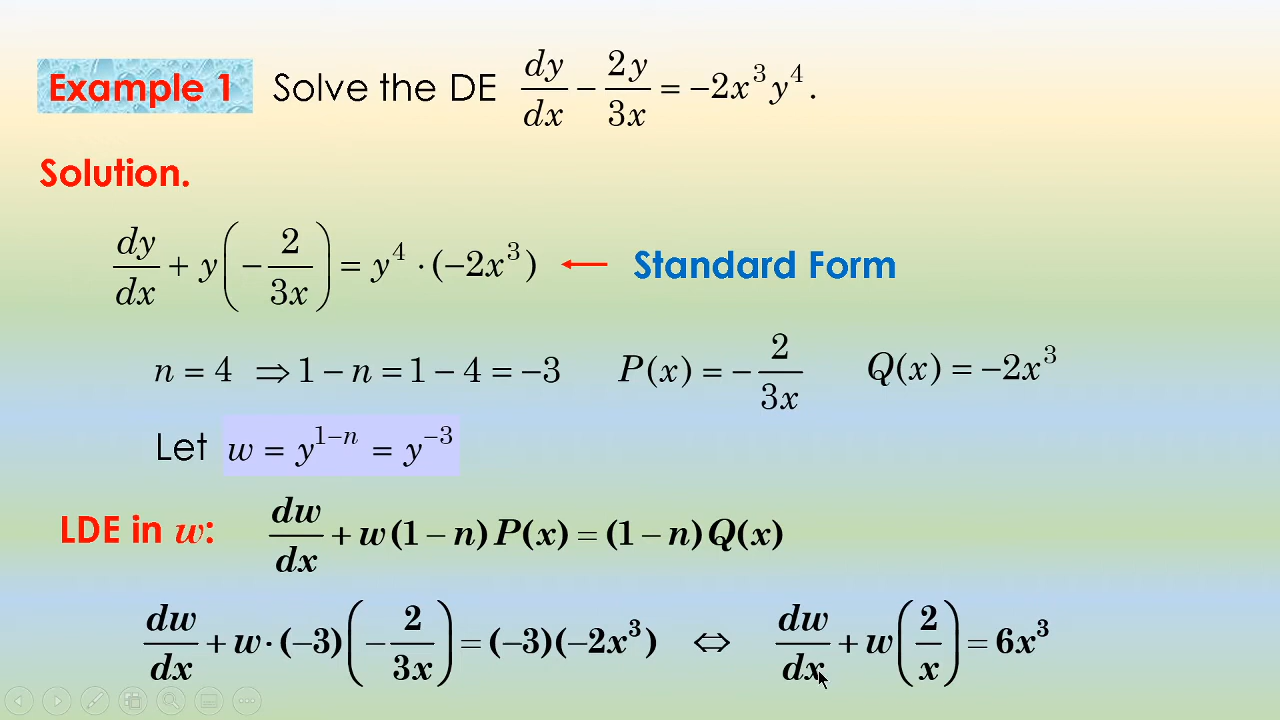 Example 1 Solve the DE dy/dx − 2y/3x = −2x³y⁴.
Solution.
dy/dx + y(−2/3x) = y⁴ · (−2x³) ← Standard Form
n = 4 ⇒ 1 − n = 1 − 4 = −3 P(x) = −2/3x Q(x) = −2x³
Let w = y¹⁻ⁿ = y⁻³
LDE in w: dw/dx + w(1 − n)P(x) = (1 − n)Q(x)
dw/dx + w · (−3)(−2/3x) = (−3)(−2x³) ⇔ dw/dx + w(2/x) = 6x³